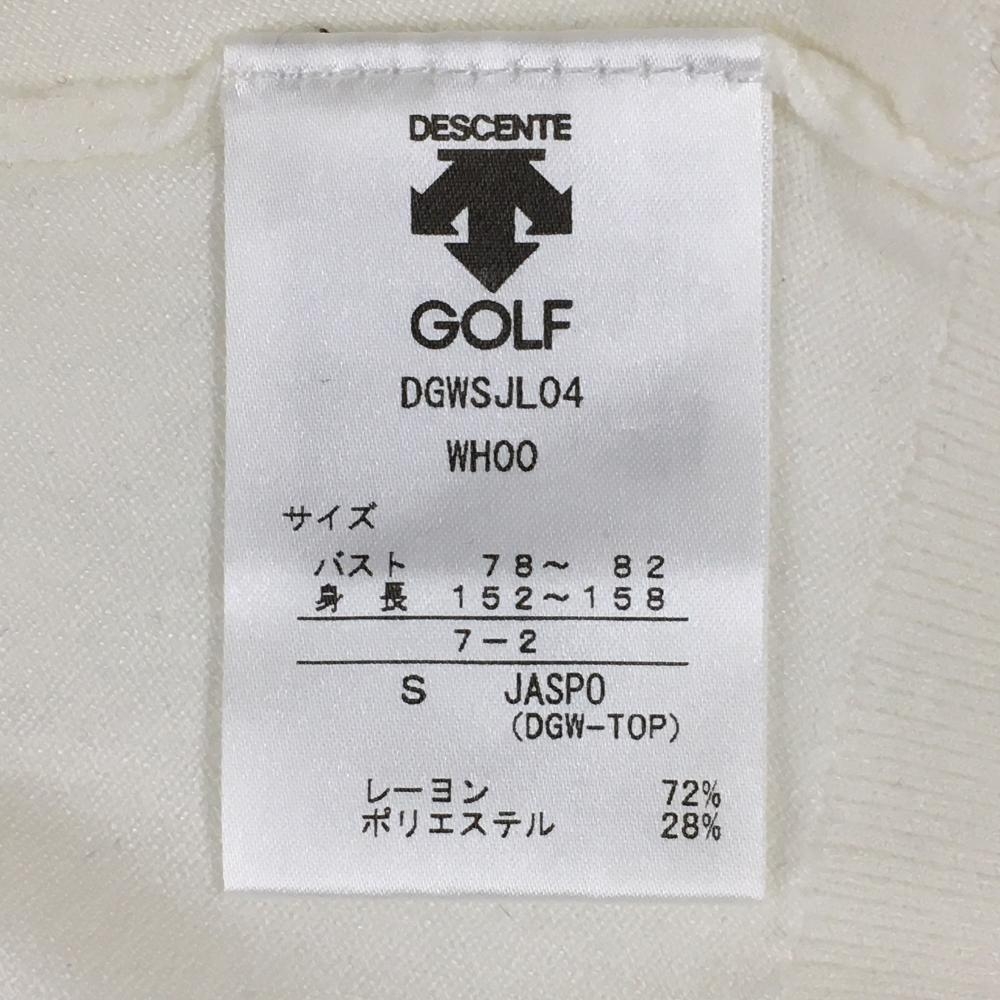 DESCENTE
GOLF
DGWSJL04
WH00
サイズ
バスト 78〜 82
身 長 152〜158
7−2
S JASPO
(DGW-TOP)
レーヨン 72%
ポリエステル 28%